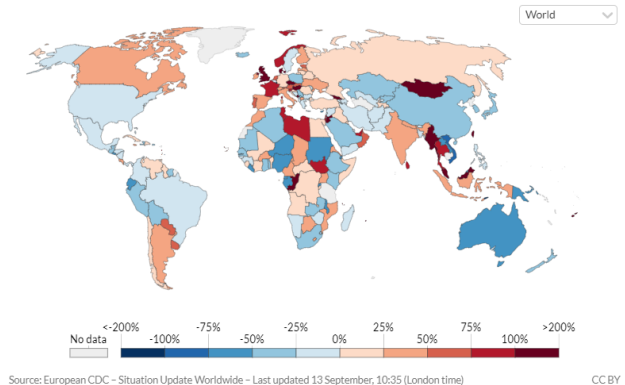 World
<-200% -75% -25% 25% 75% >200%
No data -100% -50% 0% 50% 100%
Source: European CDC – Situation Update Worldwide – Last updated 13 September, 10:35 (London time) CC BY